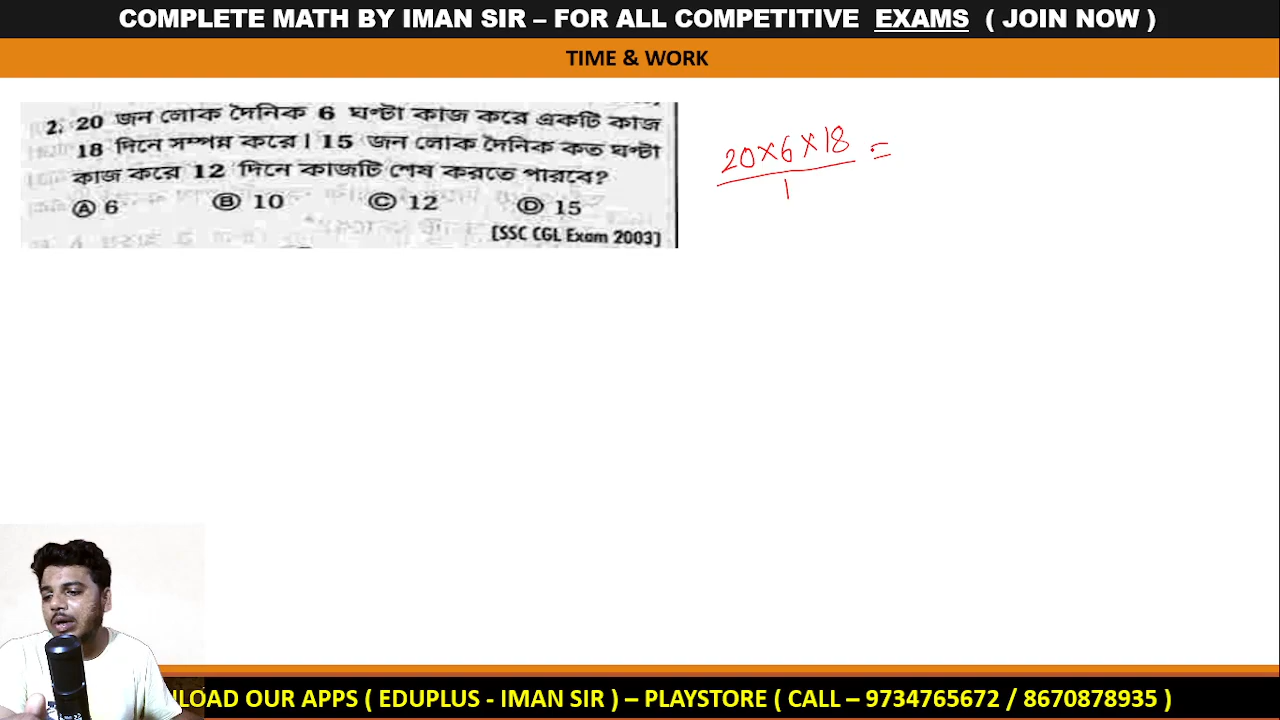 COMPLETE MATH BY IMAN SIR – FOR ALL COMPETITIVE EXAMS ( JOIN NOW )
TIME & WORK
2. 20 জন লোক দৈনিক 6 ঘণ্টা কাজ করে একটি কাজ
18 দিনে সম্পন্ন করে। 15 জন লোক দৈনিক কত ঘণ্টা
কাজ করে 12 দিনে কাজটি শেষ করতে পারবে?
Ⓐ 6 Ⓑ 10 Ⓒ 12 Ⓓ 15
[SSC CGL Exam 2003]
20×6×18 =
1
NLOAD OUR APPS ( EDUPLUS - IMAN SIR ) – PLAYSTORE ( CALL – 9734765672 / 8670878935 )